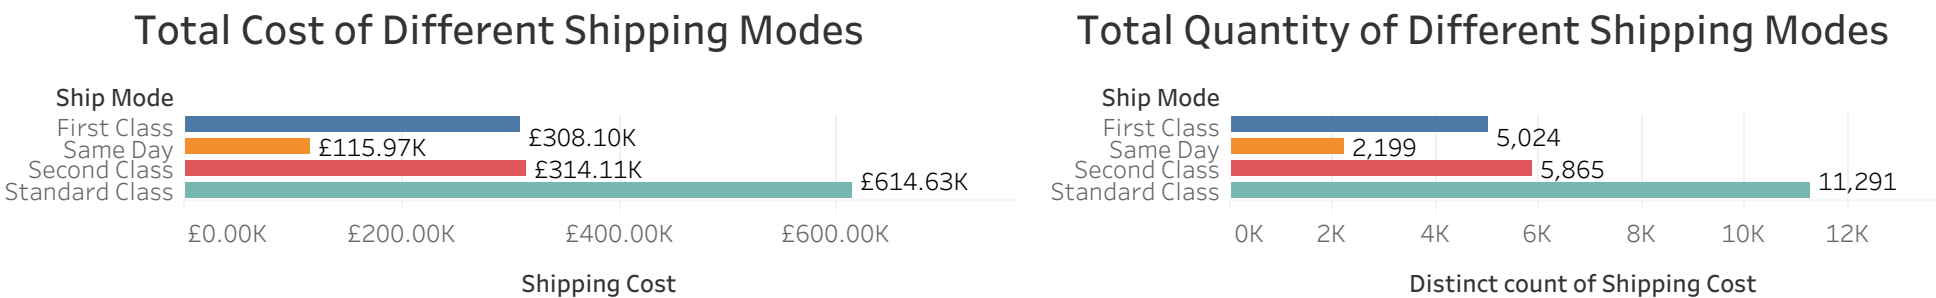 Total Cost of Different Shipping Modes
Ship Mode
First Class £308.10K
Same Day £115.97K
Second Class £314.11K
Standard Class £614.63K
£0.00K £200.00K £400.00K £600.00K
Shipping Cost
Total Quantity of Different Shipping Modes
Ship Mode
First Class 5,024
Same Day 2,199
Second Class 5,865
Standard Class 11,291
0K 2K 4K 6K 8K 10K 12K
Distinct count of Shipping Cost